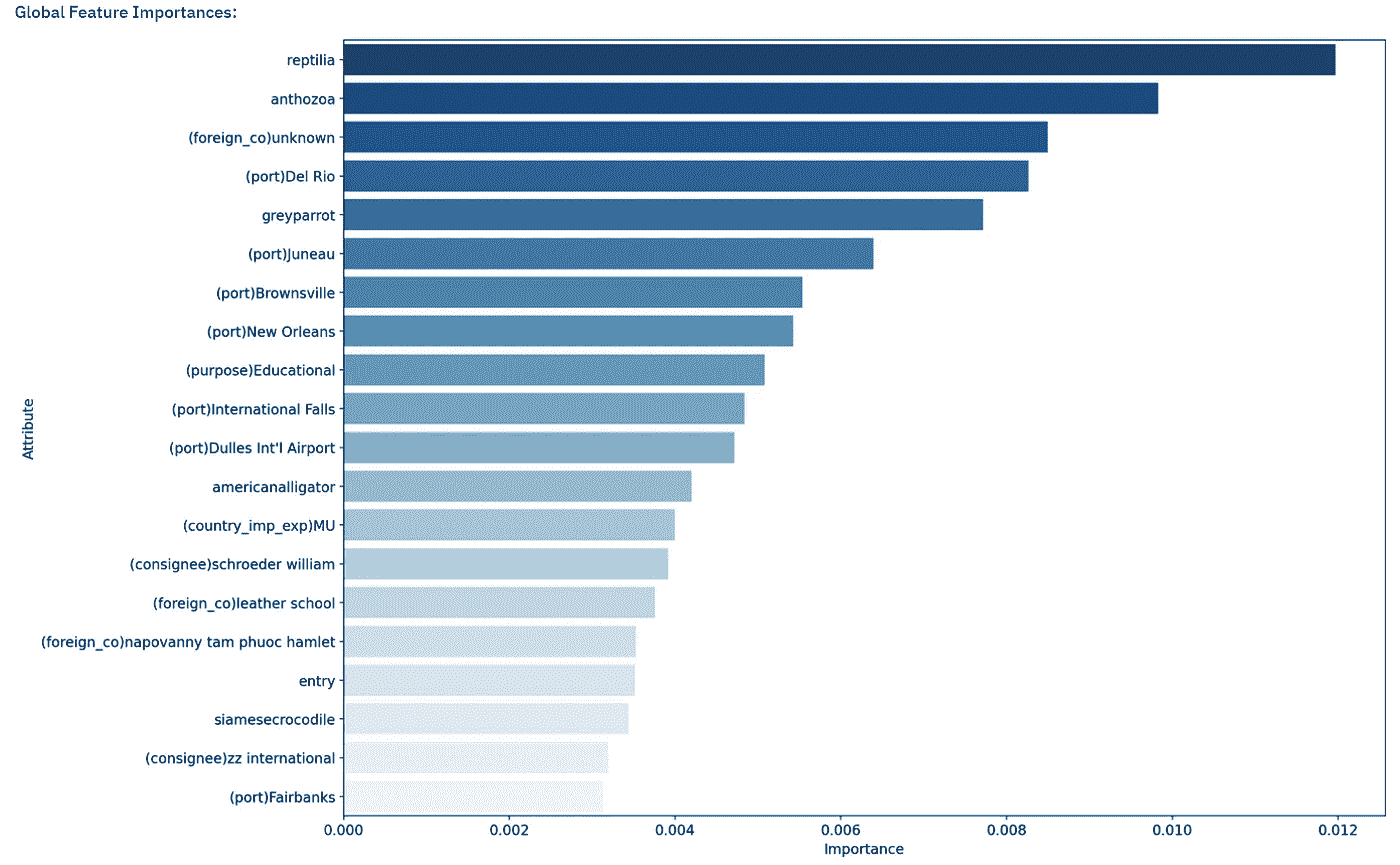 Global Feature Importances:
reptilia
anthozoa
(foreign_co)unknown
(port)Del Rio
greyparrot
(port)Juneau
(port)Brownsville
(port)New Orleans
(purpose)Educational
(port)International Falls
(port)Dulles Int'l Airport
americanalligator
(country_imp_exp)MU
(consignee)schroeder william
(foreign_co)leather school
(foreign_co)napovanny tam phuoc hamlet
entry
siamesecrocodile
(consignee)zz international
(port)Fairbanks
Attribute
0.000 0.002 0.004 0.006 0.008 0.010 0.012
Importance